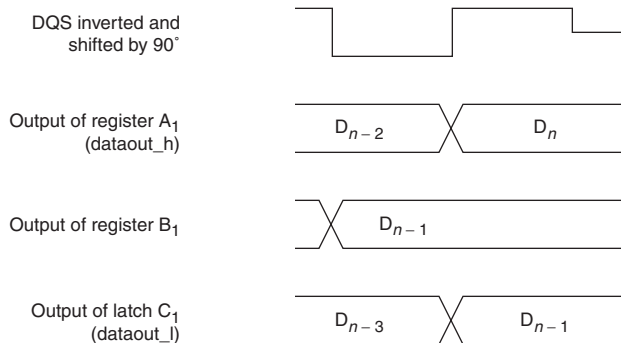 DQS inverted and
shifted by 90˚
Output of register A1
(dataout_h)
Dn − 2
Dn
Output of register B1
Dn − 1
Output of latch C1
(dataout_l)
Dn − 3
Dn − 1